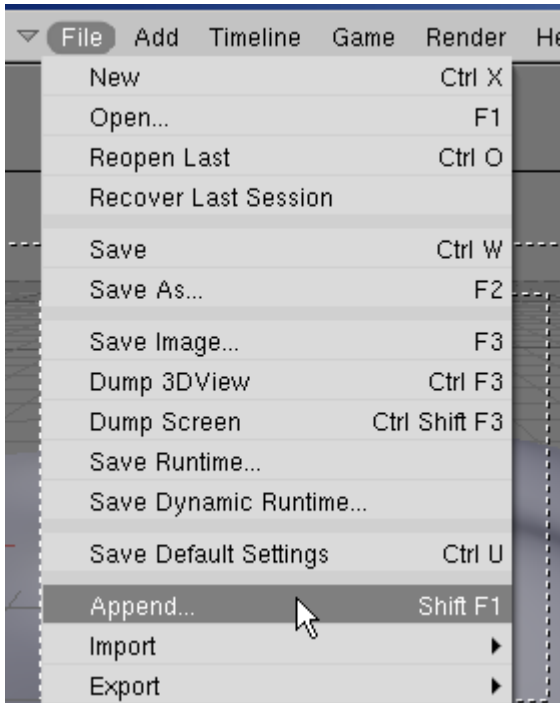 File Add Timeline Game Render He
New Ctrl X
Open... F1
Reopen Last Ctrl O
Recover Last Session
Save Ctrl W
Save As... F2
Save Image... F3
Dump 3DView Ctrl F3
Dump Screen Ctrl Shift F3
Save Runtime...
Save Dynamic Runtime...
Save Default Settings Ctrl U
Append... Shift F1
Import
Export